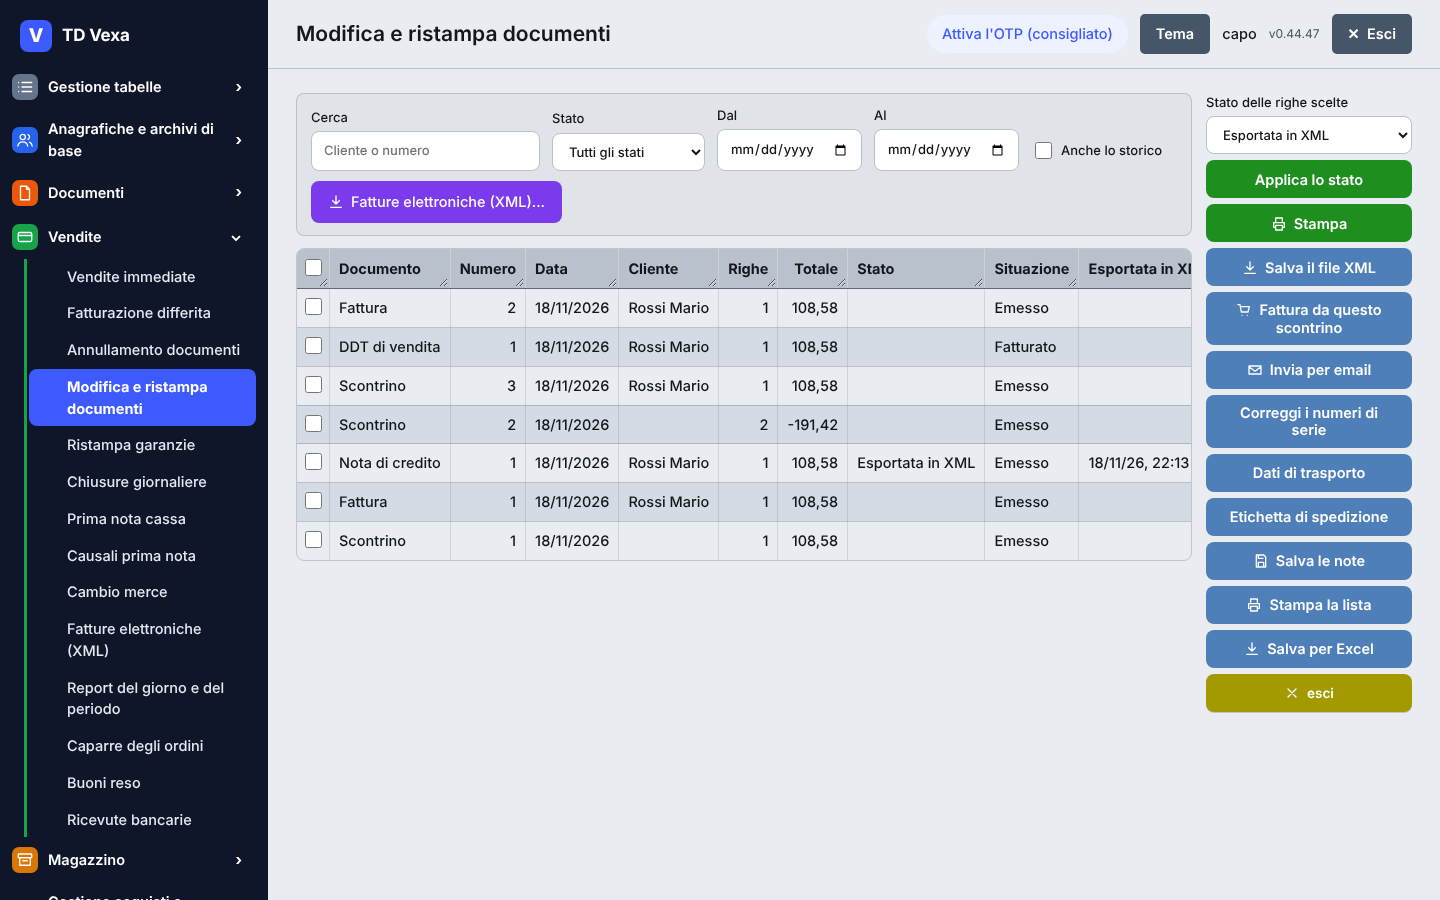 V TD Vexa
Gestione tabelle
Anagrafiche e archivi di
base
Documenti
Vendite
Vendite immediate
Fatturazione differita
Annullamento documenti
Modifica e ristampa
documenti
Ristampa garanzie
Chiusure giornaliere
Prima nota cassa
Causali prima nota
Cambio merce
Fatture elettroniche
(XML)
Report del giorno e del
periodo
Caparre degli ordini
Buoni reso
Ricevute bancarie
Magazzino
Modifica e ristampa documenti
Attiva l'OTP (consigliato)
Tema
capo
v0.44.47
✕ Esci
Cerca
Cliente o numero
Stato
Tutti gli stati
Dal
mm/dd/yyyy
Al
mm/dd/yyyy
Anche lo storico
Fatture elettroniche (XML)...
Documento Numero Data Cliente Righe Totale Stato Situazione Esportata in
Fattura 2 18/11/2026 Rossi Mario 1 108,58 Emesso
DDT di vendita 1 18/11/2026 Rossi Mario 1 108,58 Fatturato
Scontrino 3 18/11/2026 Rossi Mario 1 108,58 Emesso
Scontrino 2 18/11/2026 2 -191,42 Emesso
Nota di credito 1 18/11/2026 Rossi Mario 1 108,58 Esportata in XML Emesso 18/11/26, 22:13
Fattura 1 18/11/2026 Rossi Mario 1 108,58 Emesso
Scontrino 1 18/11/2026 1 108,58 Emesso
Stato delle righe scelte
Esportata in XML
Applica lo stato
Stampa
Salva il file XML
Fattura da questo
scontrino
Invia per email
Correggi i numeri di
serie
Dati di trasporto
Etichetta di spedizione
Salva le note
Stampa la lista
Salva per Excel
esci